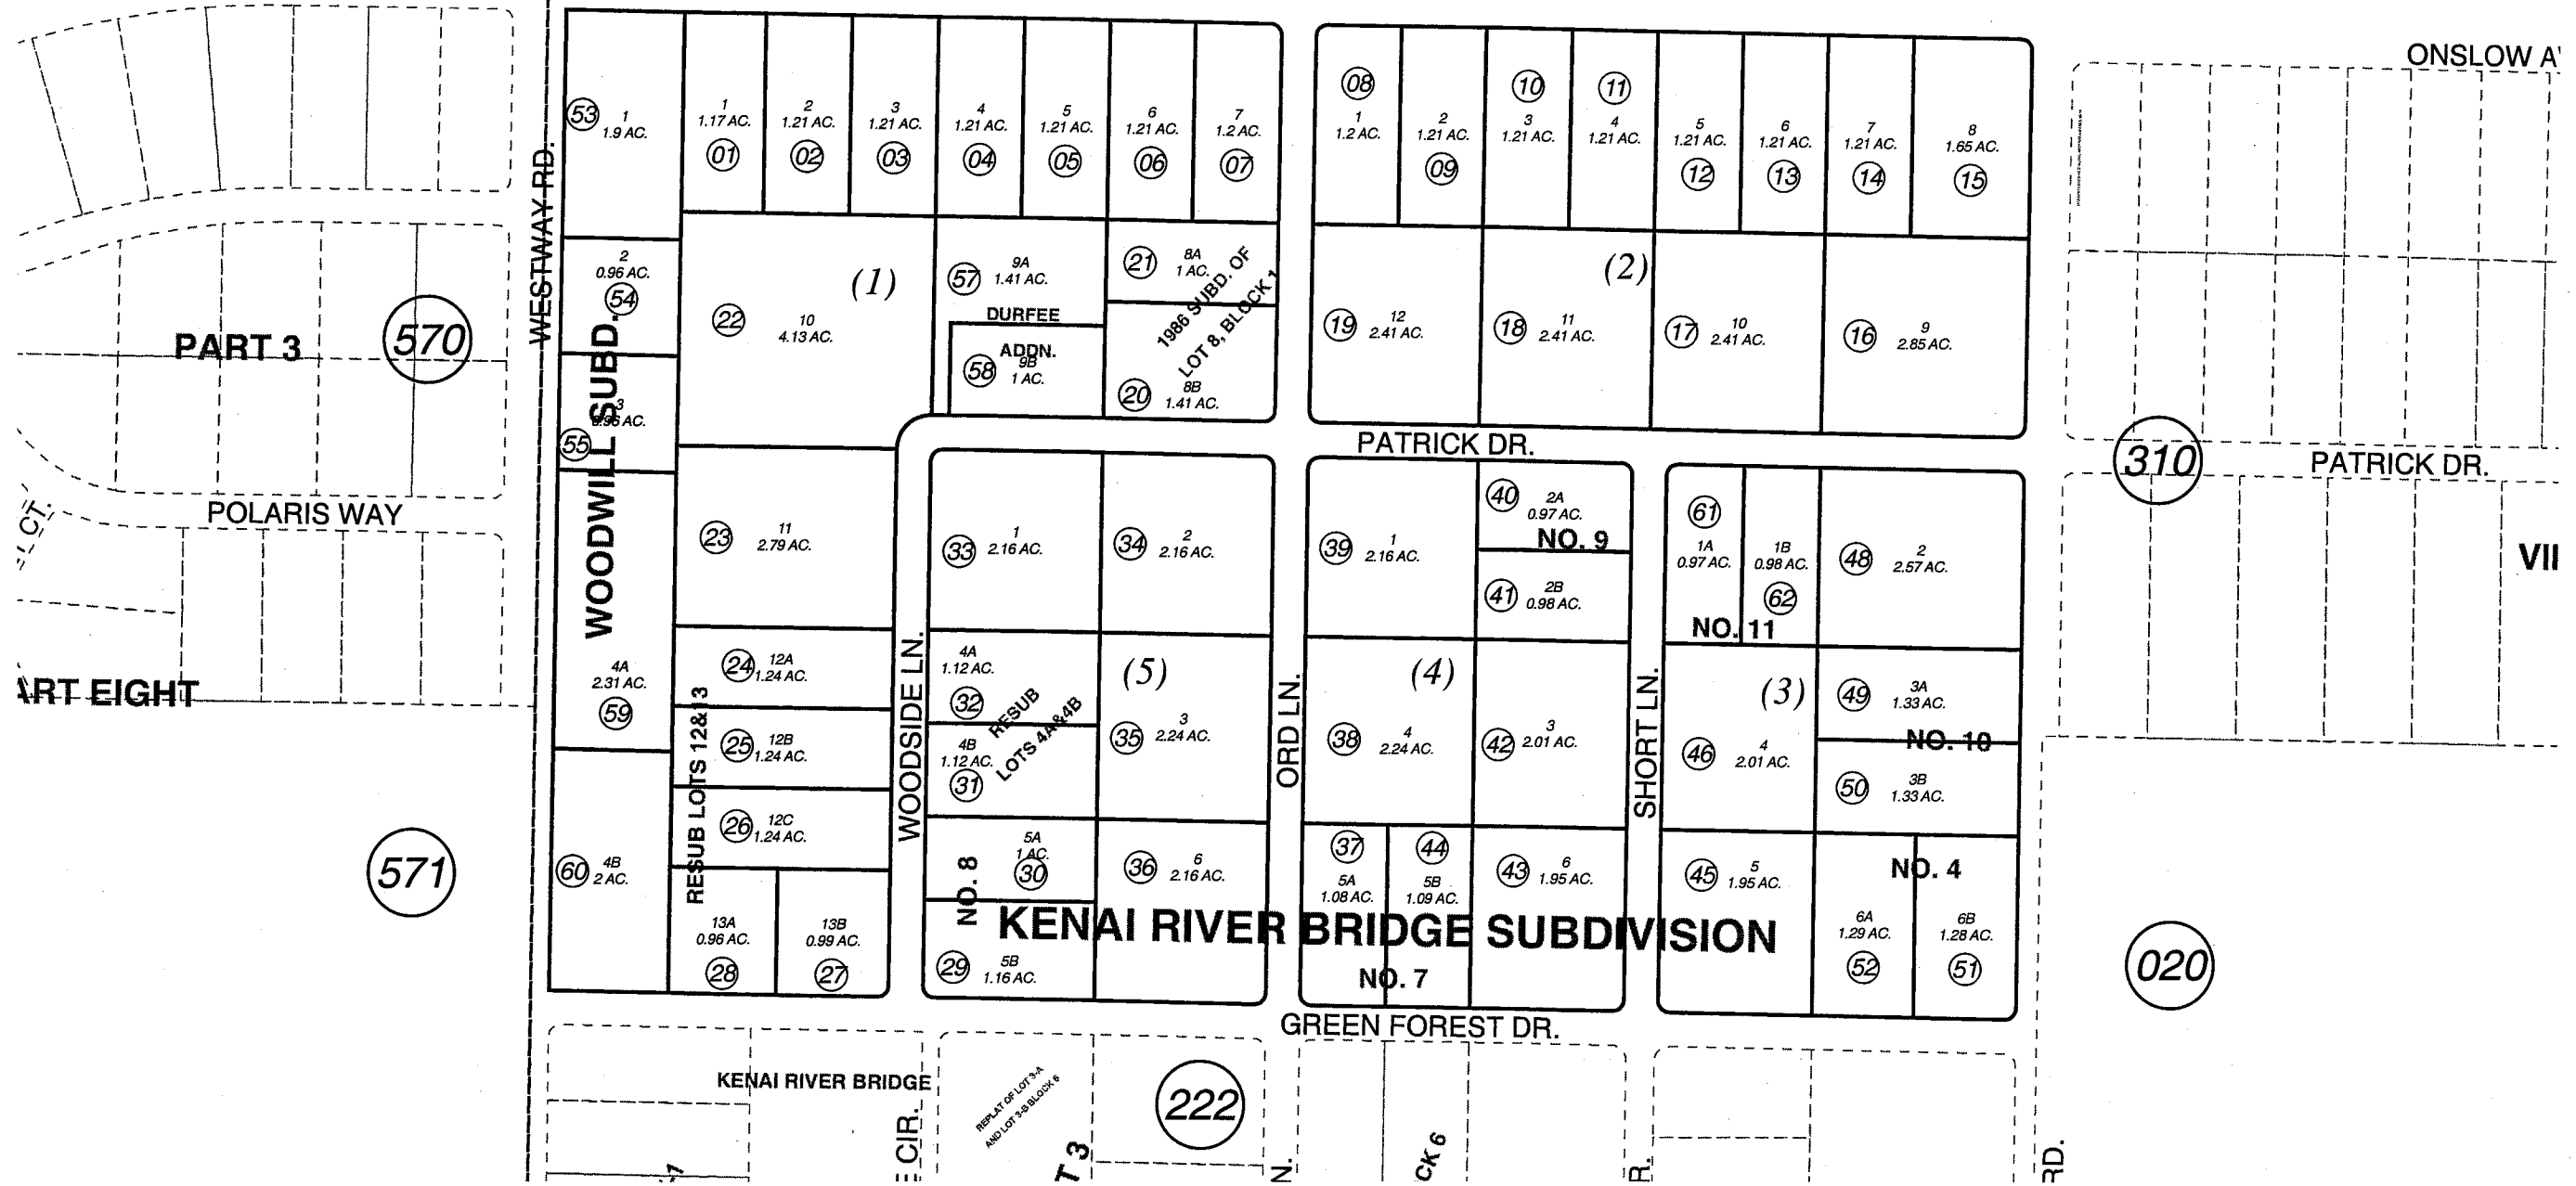 ONSLOW A
WESTWAY RD.
53
1
1.9 AC.
1
1.17 AC.
01
2
1.21 AC.
02
3
1.21 AC.
03
4
1.21 AC.
04
5
1.21 AC.
05
6
1.21 AC.
06
7
1.2 AC.
07
08
1
1.2 AC.
2
1.21 AC.
09
10
3
1.21 AC.
11
4
1.21 AC.
5
1.21 AC.
12
6
1.21 AC.
13
7
1.21 AC.
14
8
1.65 AC.
15
PART 3
570
2
0.96 AC.
54
WOODWILL SUBD.
3
0.96 AC.
55
22
10
4.13 AC.
(1)
57
9A
1.41 AC.
DURFEE
ADDN.
58
9B
1 AC.
21
8A
1 AC.
1986 SUBD. OF
LOT 8, BLOCK 1
20
8B
1.41 AC.
19
12
2.41 AC.
18
11
2.41 AC.
(2)
17
10
2.41 AC.
16
9
2.85 AC.
PATRICK DR.
310
PATRICK DR.
POLARIS WAY
CT.
23
11
2.79 AC.
33
1
2.16 AC.
34
2
2.16 AC.
39
1
2.16 AC.
40
2A
0.97 AC.
NO. 9
41
2B
0.98 AC.
61
1A
0.97 AC.
1B
0.98 AC.
62
NO. 11
48
2
2.57 AC.
VII
ART EIGHT
4A
2.31 AC.
59
24
12A
1.24 AC.
25
12B
1.24 AC.
26
12C
1.24 AC.
RESUB LOTS 12&13
WOODSIDE LN.
4A
1.12 AC.
32
RESUB
LOTS 4A&4B
4B
1.12 AC.
31
(5)
35
3
2.24 AC.
ORD LN.
38
4
2.24 AC.
(4)
42
3
2.01 AC.
SHORT LN.
(3)
46
4
2.01 AC.
49
3A
1.33 AC.
NO. 10
50
3B
1.33 AC.
571
60
4B
2 AC.
13A
0.96 AC.
28
13B
0.99 AC.
27
NO. 8
5A
1 AC.
30
29
5B
1.16 AC.
36
6
2.16 AC.
37
5A
1.08 AC.
44
5B
1.09 AC.
43
6
1.95 AC.
45
5
1.95 AC.
NO. 4
6A
1.29 AC.
52
6B
1.28 AC.
51
KENAI RIVER BRIDGE SUBDIVISION
NO. 7
020
GREEN FOREST DR.
KENAI RIVER BRIDGE
REPLAT OF LOT 3-A
AND LOT 3-B BLOCK 6
222
E CIR.
T 3
N.
CK 6
R.
RD.